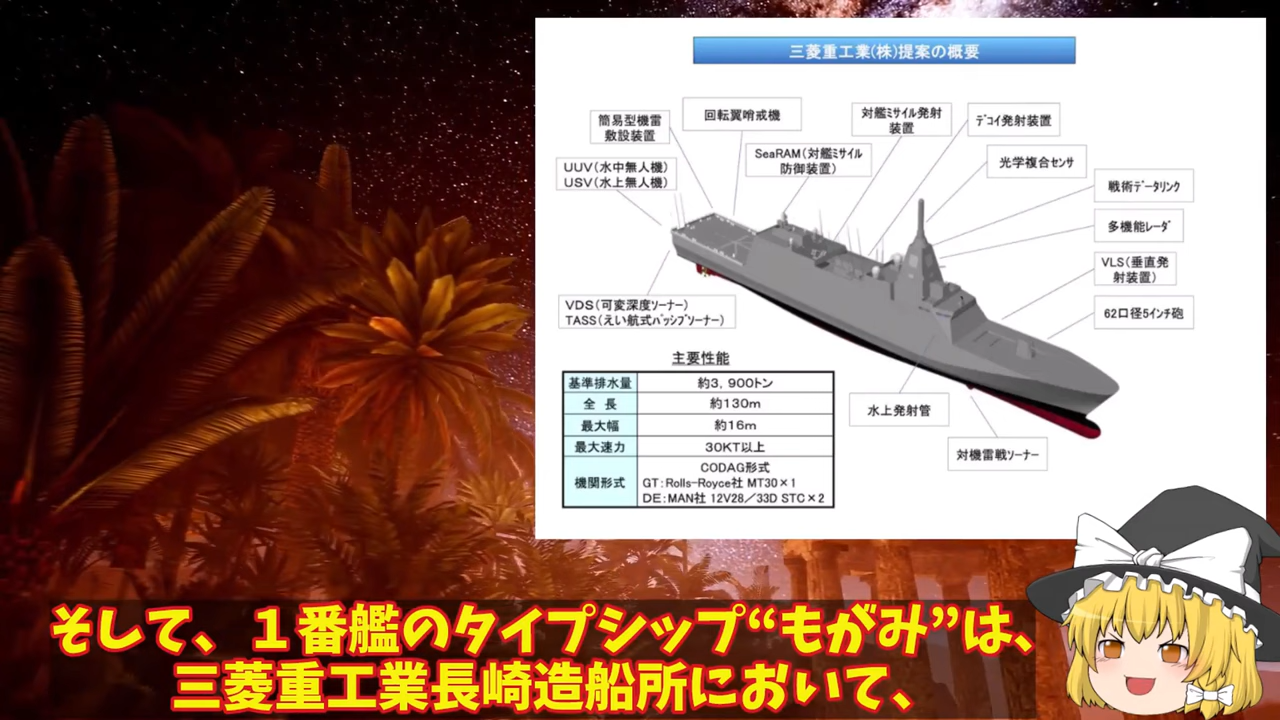 三菱重工業(株)提案の概要
簡易型機雷
敷設装置
回転翼哨戒機
対艦ミサイル発射
装置
デコイ発射装置
UUV(水中無人機)
USV(水上無人機)
SeaRAM(対艦ミサイル
防御装置)
光学複合センサ
戦術データリンク
多機能レーダ
VLS(垂直発
射装置)
62口径5インチ砲
VDS(可変深度ソーナー)
TASS(えい航式パッシブソーナー)
水上発射管
対機雷戦ソーナー
主要性能
基準排水量 約3,900トン
全 長 約130m
最大幅 約16m
最大速力 30KT以上
機関形式 CODAG形式
GT:Rolls-Royce社 MT30×1
DE:MAN社 12V28/33D STC×2
そして、1番艦のタイプシップ“もがみ”は、
三菱重工業長崎造船所において、